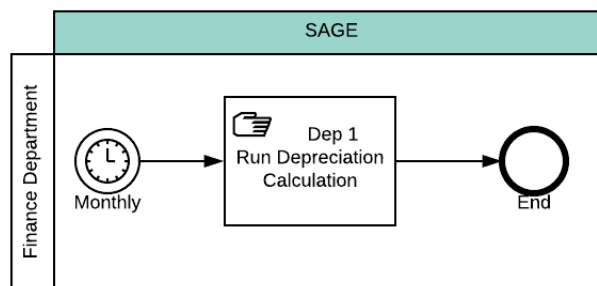 SAGE
Finance Department
Monthly
Dep 1
Run Depreciation
Calculation
End